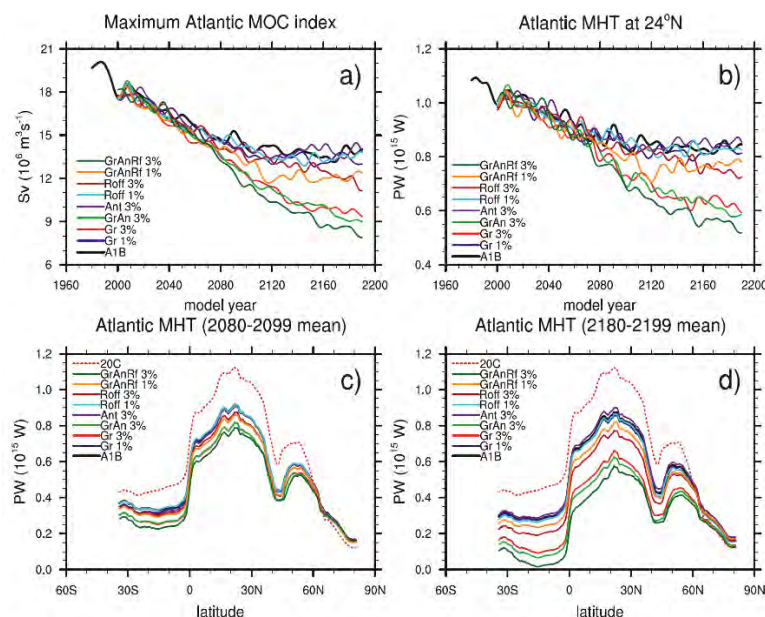 Maximum Atlantic MOC index
21
18
15
12
9
6
Sv (10⁶ m³s⁻¹)
a)
GrAnRf 3%
GrAnRf 1%
Roff 3%
Roff 1%
Ant 3%
GrAn 3%
Gr 3%
Gr 1%
A1B
1960 2000 2040 2080 2120 2160 2200
model year
Atlantic MHT at 24°N
1.2
1.0
0.8
0.6
0.4
PW (10¹⁵ W)
b)
GrAnRf 3%
GrAnRf 1%
Roff 3%
Roff 1%
Ant 3%
GrAn 3%
Gr 3%
Gr 1%
A1B
1960 2000 2040 2080 2120 2160 2200
model year
Atlantic MHT (2080-2099 mean)
1.2
1.0
0.8
0.6
0.4
0.2
0.0
PW (10¹⁵ W)
c)
20C
GrAnRf 3%
GrAnRf 1%
Roff 3%
Roff 1%
Ant 3%
GrAn 3%
Gr 3%
Gr 1%
A1B
60S 30S 0 30N 60N 90N
latitude
Atlantic MHT (2180-2199 mean)
1.2
1.0
0.8
0.6
0.4
0.2
0.0
PW (10¹⁵ W)
d)
20C
GrAnRf 3%
GrAnRf 1%
Roff 3%
Roff 1%
Ant 3%
GrAn 3%
Gr 3%
Gr 1%
A1B
60S 30S 0 30N 60N 90N
latitude